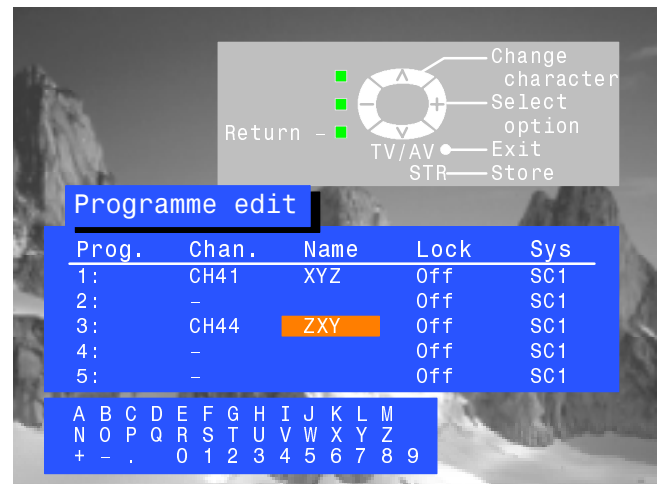 Change
character
Select
option
Return –
TV/AV Exit
STR Store
Programme edit
Prog. Chan. Name Lock Sys
1: CH41 XYZ Off SC1
2: – Off SC1
3: CH44 ZXY Off SC1
4: – Off SC1
5: – Off SC1
A B C D E F G H I J K L M
N O P Q R S T U V W X Y Z
+ – . 0 1 2 3 4 5 6 7 8 9